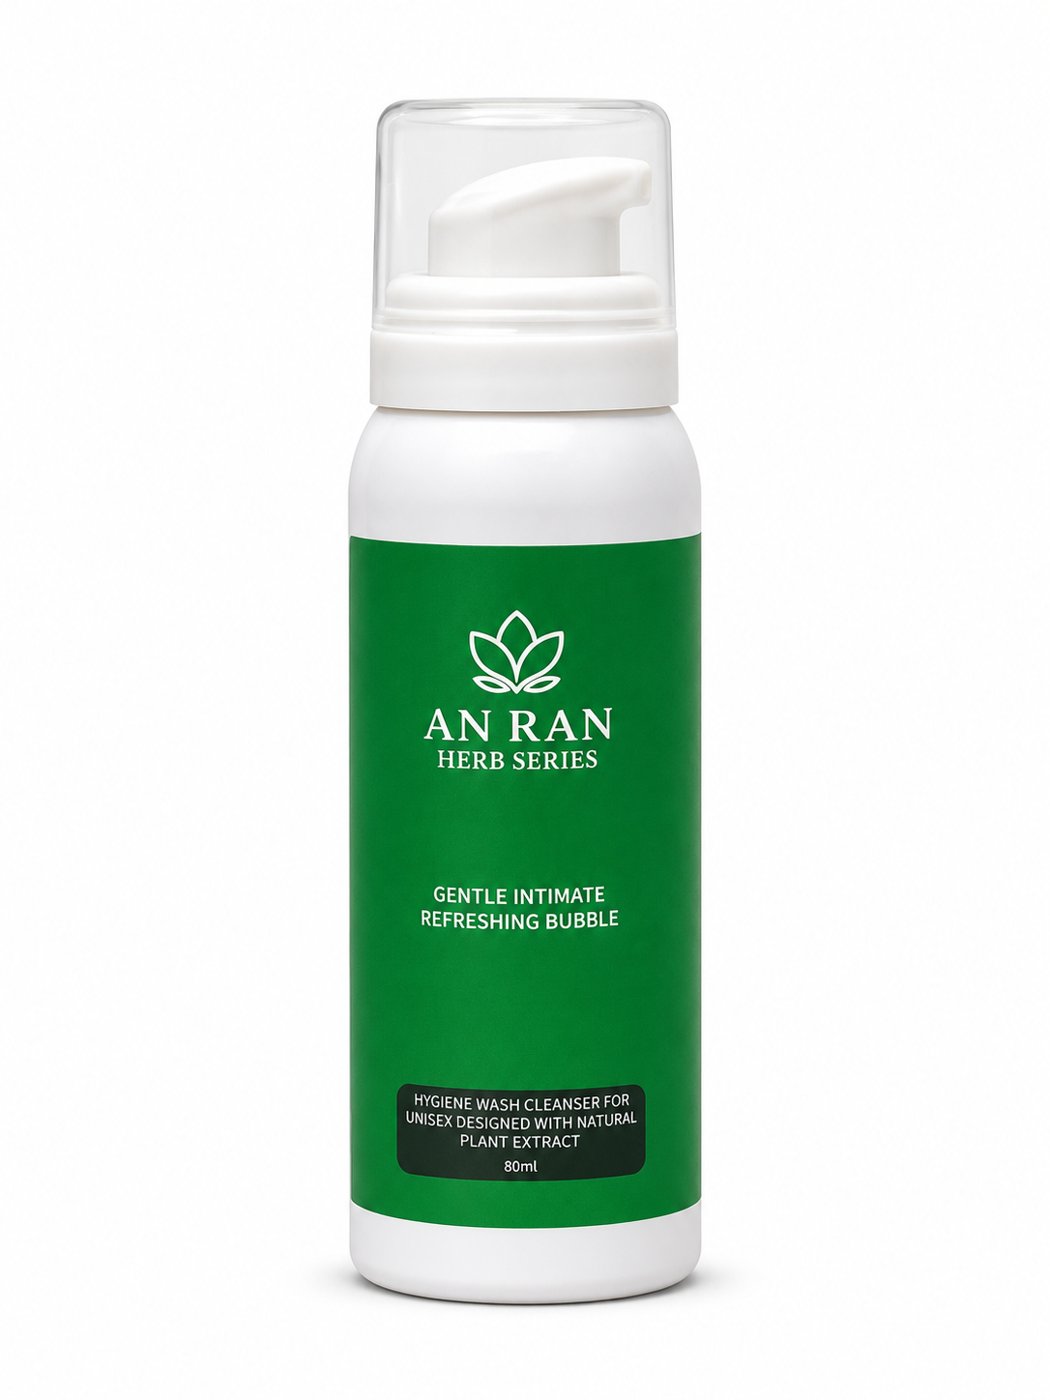 AN RAN
HERB SERIES
GENTLE INTIMATE
REFRESHING BUBBLE
HYGIENE WASH CLEANSER FOR
UNISEX DESIGNED WITH NATURAL
PLANT EXTRACT
80ml